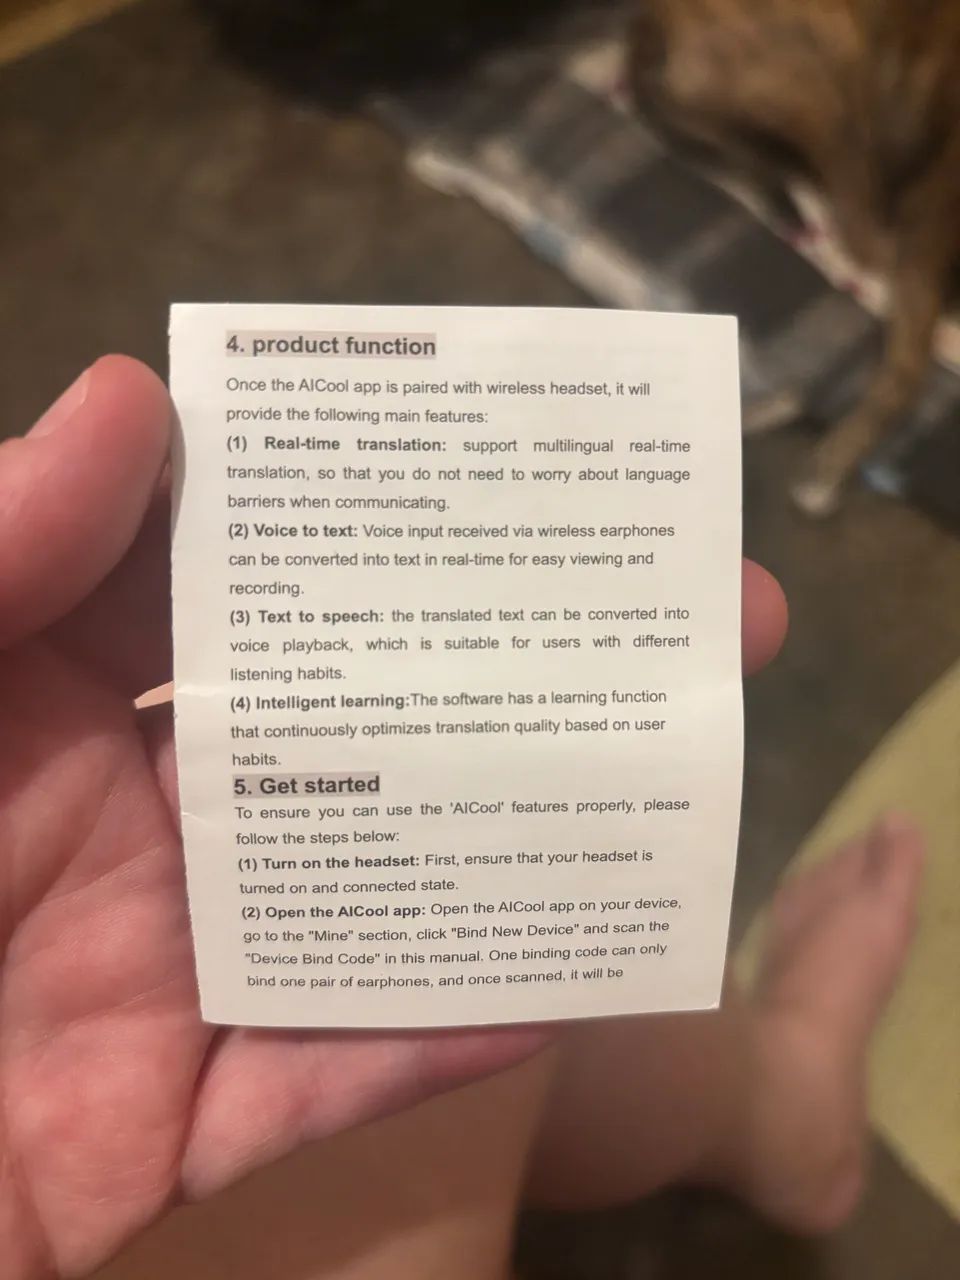 4. product function
Once the AICool app is paired with wireless headset, it will
provide the following main features:
(1) Real-time translation: support multilingual real-time
translation, so that you do not need to worry about language
barriers when communicating.
(2) Voice to text: Voice input received via wireless earphones
can be converted into text in real-time for easy viewing and
recording.
(3) Text to speech: the translated text can be converted into
voice playback, which is suitable for users with different
listening habits.
(4) Intelligent learning:The software has a learning function
that continuously optimizes translation quality based on user
habits.
5. Get started
To ensure you can use the 'AICool' features properly, please
follow the steps below:
(1) Turn on the headset: First, ensure that your headset is
turned on and connected state.
(2) Open the AICool app: Open the AICool app on your device,
go to the "Mine" section, click "Bind New Device" and scan the
"Device Bind Code" in this manual. One binding code can only
bind one pair of earphones, and once scanned, it will be